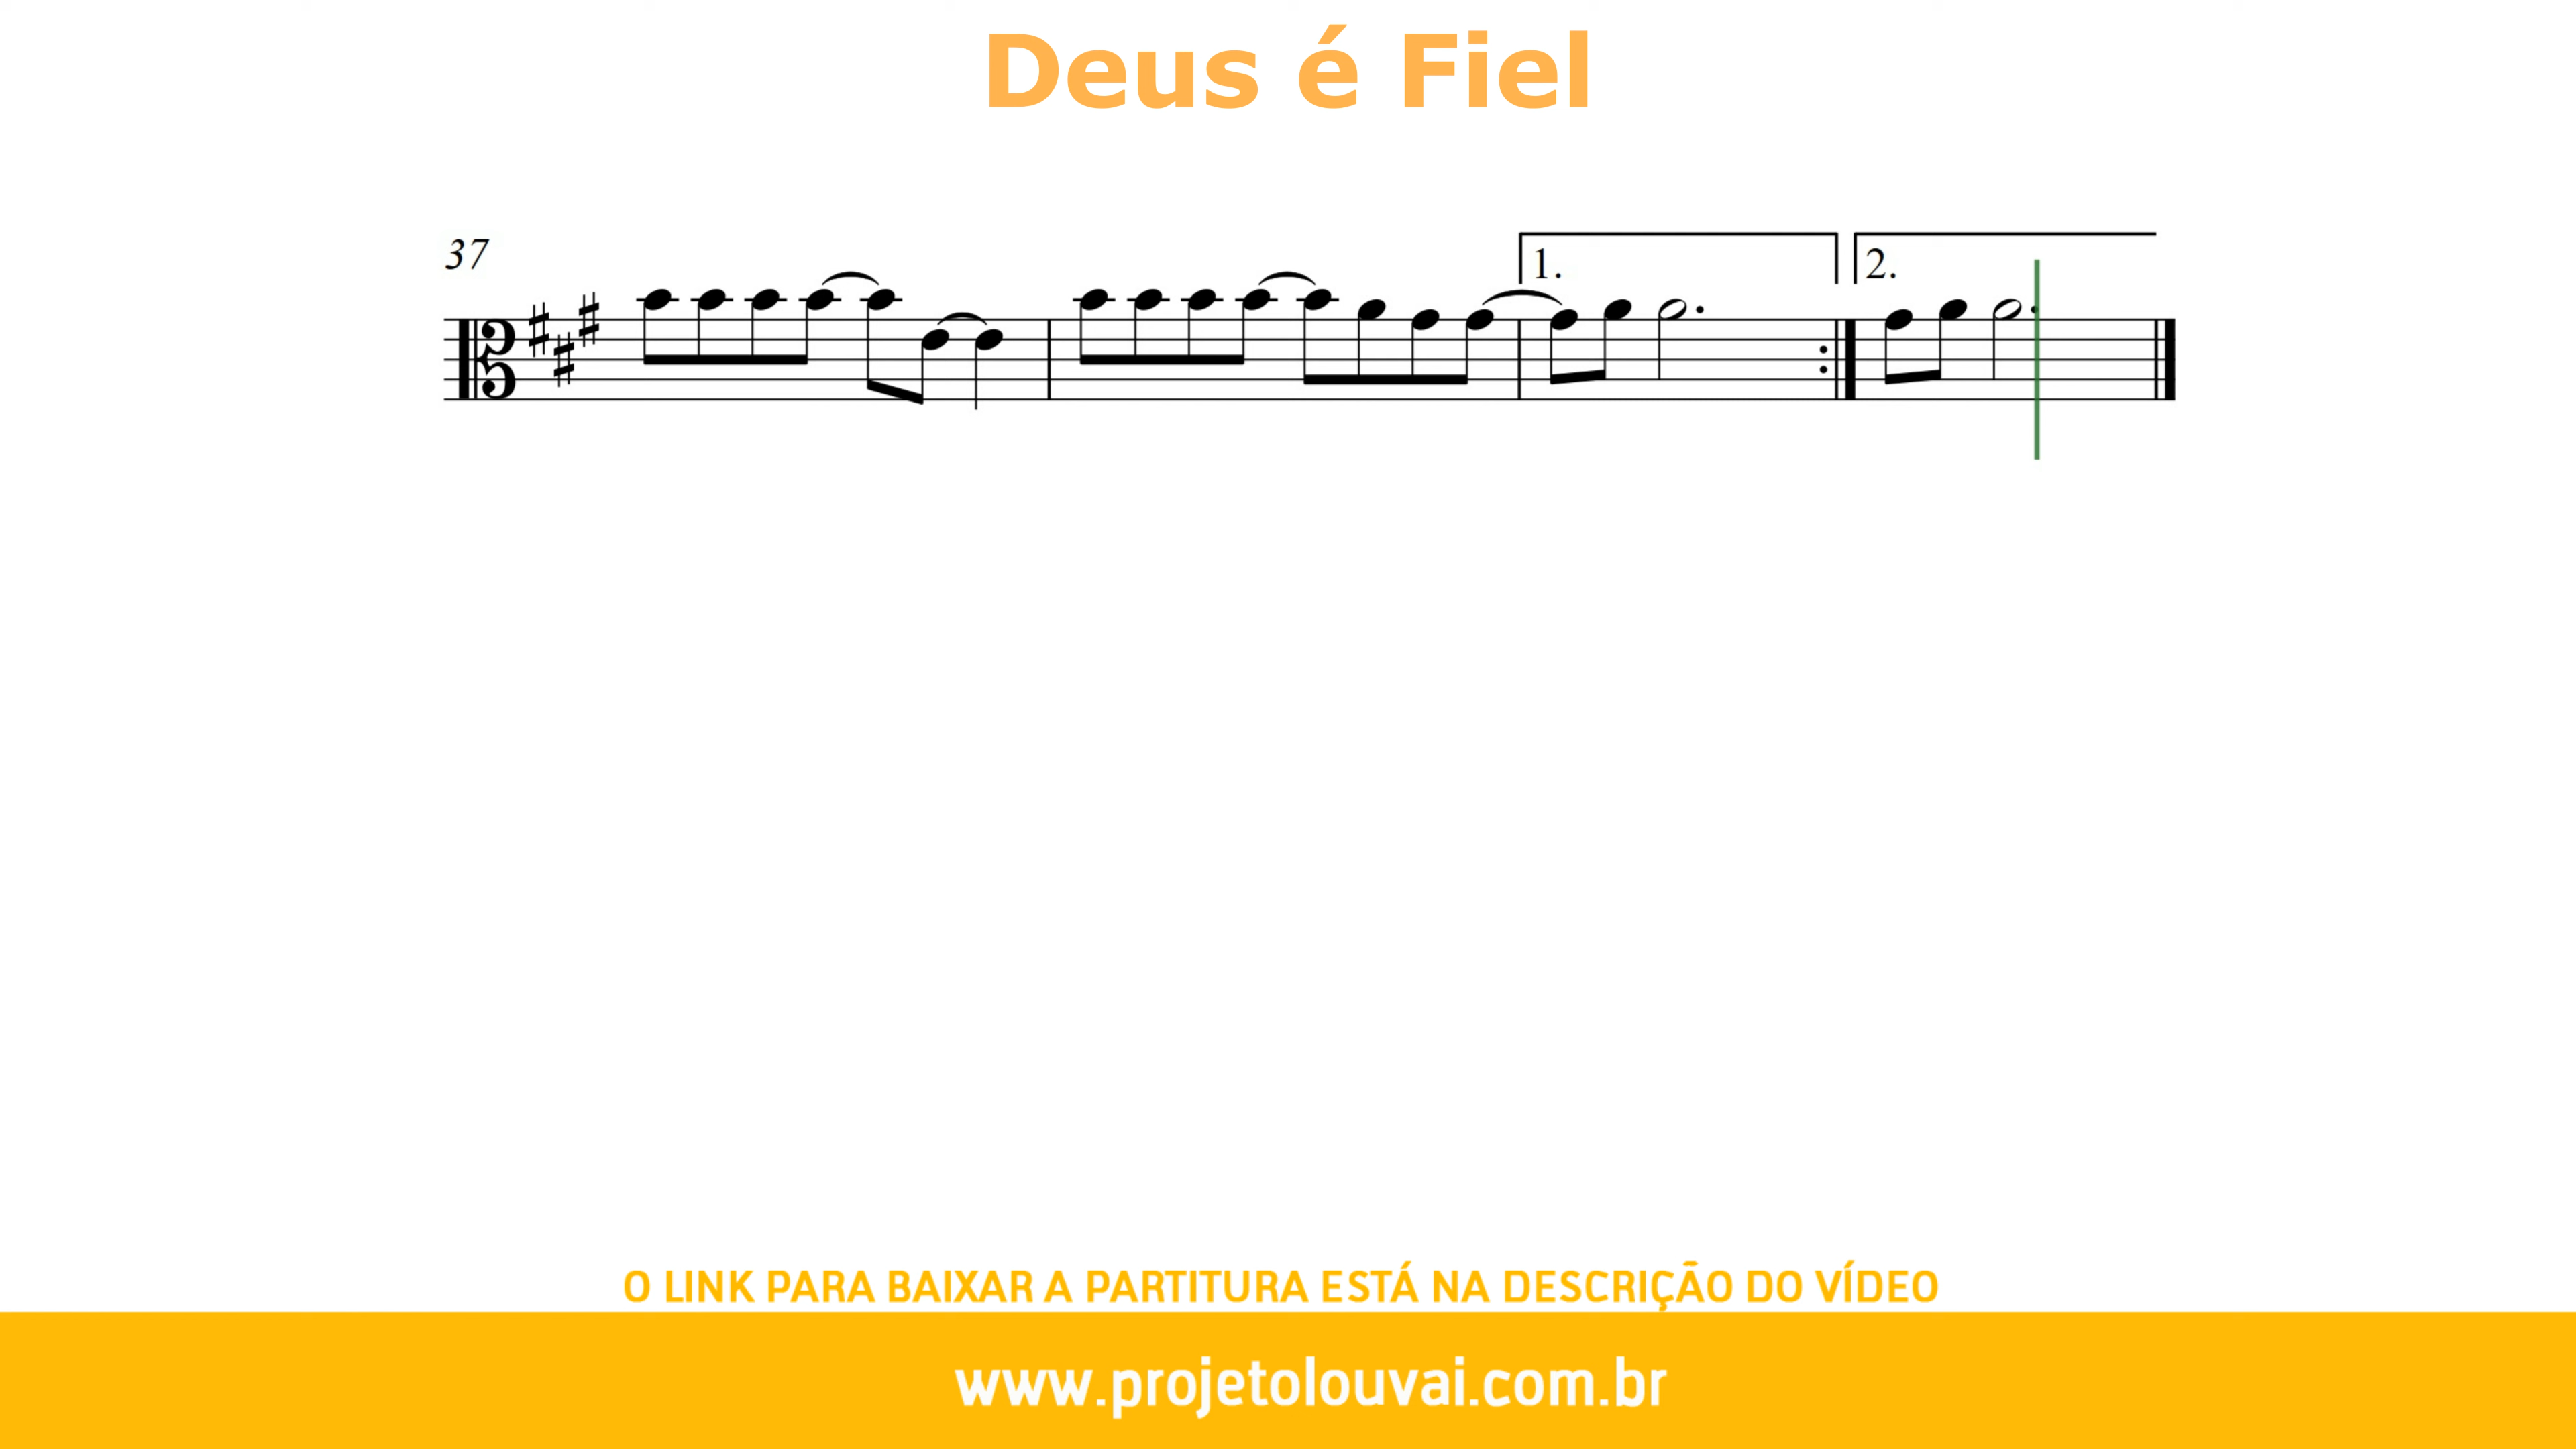 Deus é Fiel
37
1.
2.
O LINK PARA BAIXAR A PARTITURA ESTÁ NA DESCRIÇÃO DO VÍDEO
www.projetolouvai.com.br